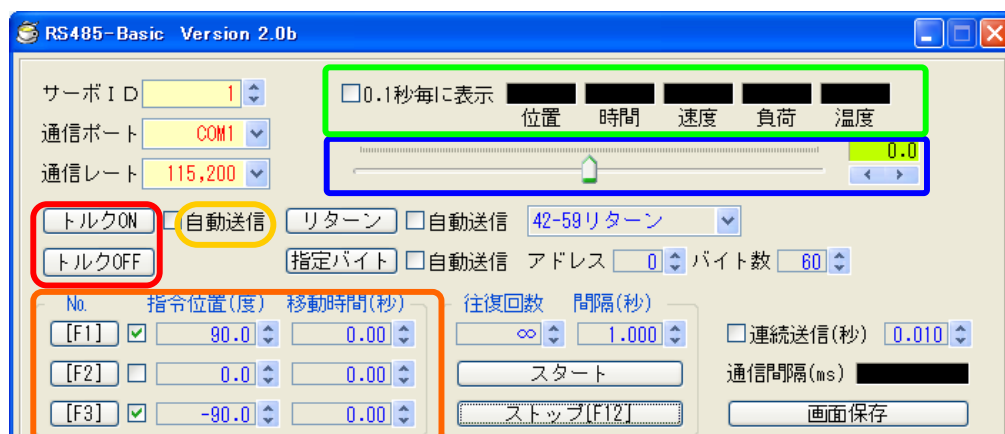 RS485-Basic Version 2.0b
サーボID 1
通信ポート COM1
通信レート 115,200
0.1秒毎に表示
位置 時間 速度 負荷 温度
0.0
トルクON 自動送信 リターン 自動送信 42-59リターン
トルクOFF 指定バイト 自動送信 アドレス 0 バイト数 60
No. 指令位置(度) 移動時間(秒) 往復回数 間隔(秒)
[F1] 90.0 0.00 ∞ 1.000 連続送信(秒) 0.010
[F2] 0.0 0.00 スタート 通信間隔(ms)
[F3] -90.0 0.00 ストップ[F12] 画面保存